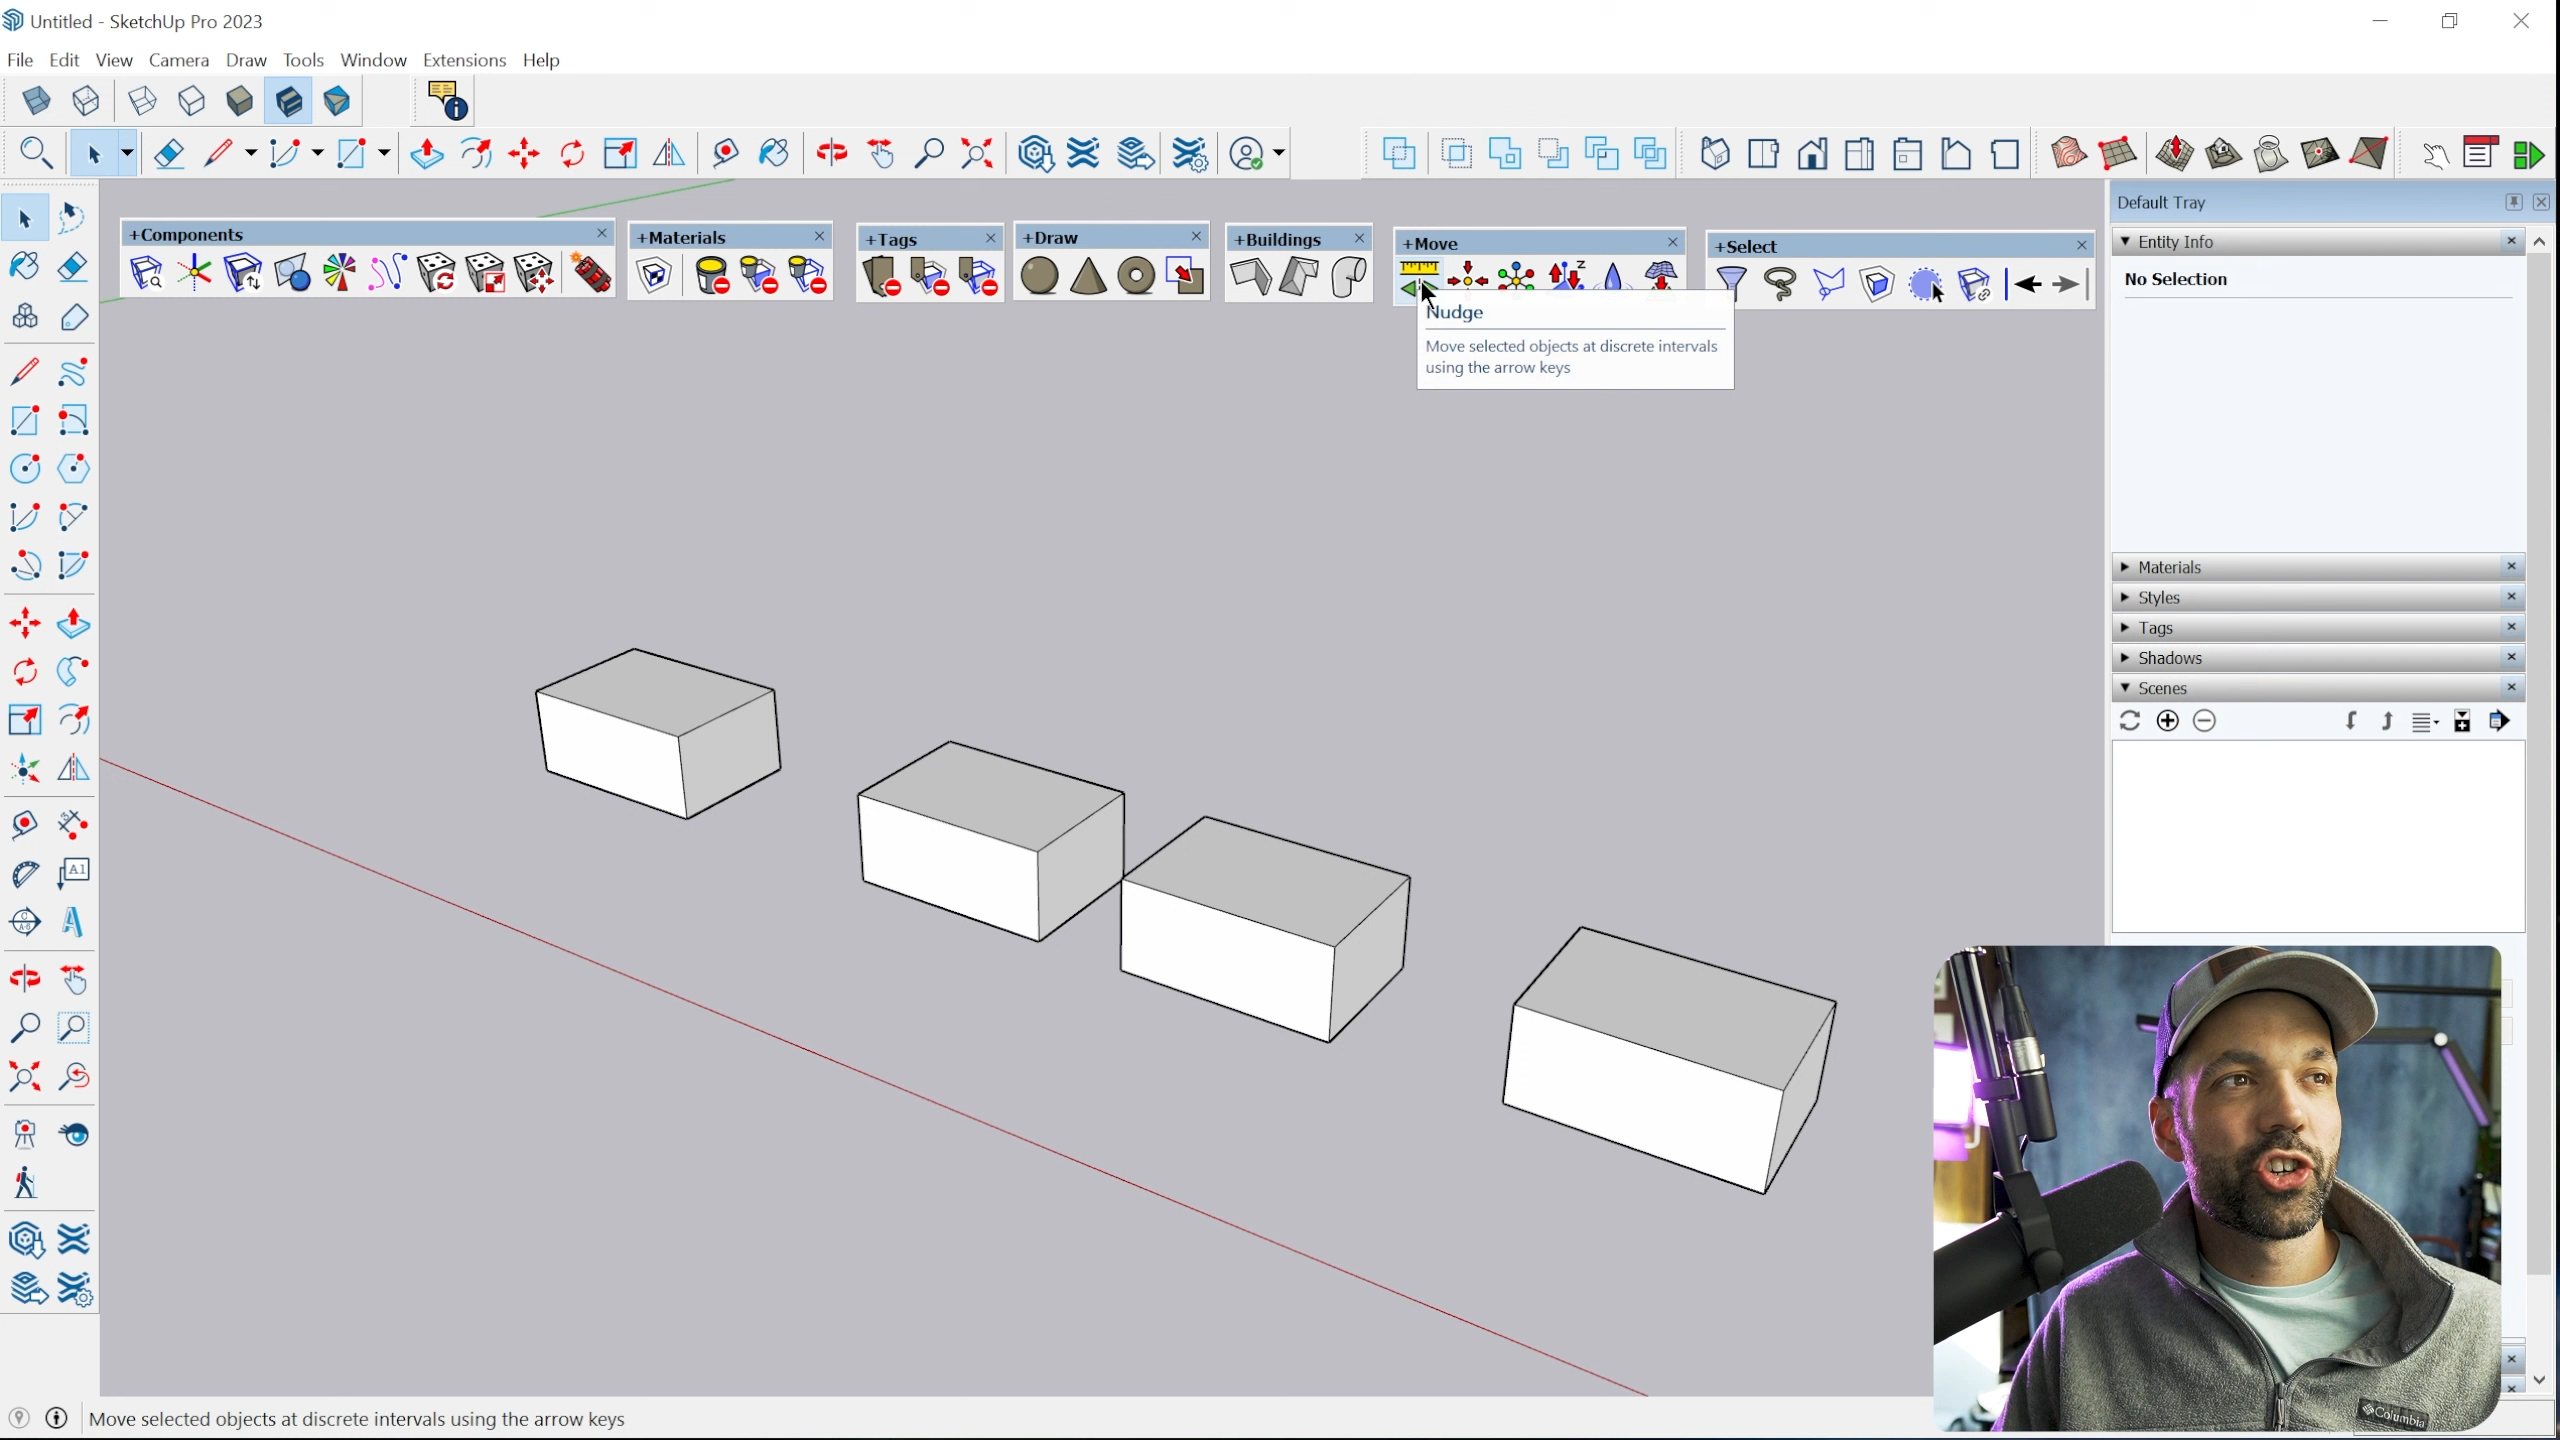 Untitled - SketchUp Pro 2023
File Edit View Camera Draw Tools Window Extensions Help
Default Tray
+Components
+Materials
+Tags
+Draw
+Buildings
+Move
+Select
Entity Info
No Selection
Nudge
Move selected objects at discrete intervals
using the arrow keys
Materials
Styles
Tags
Shadows
Scenes
A1
Columbia
Move selected objects at discrete intervals using the arrow keys